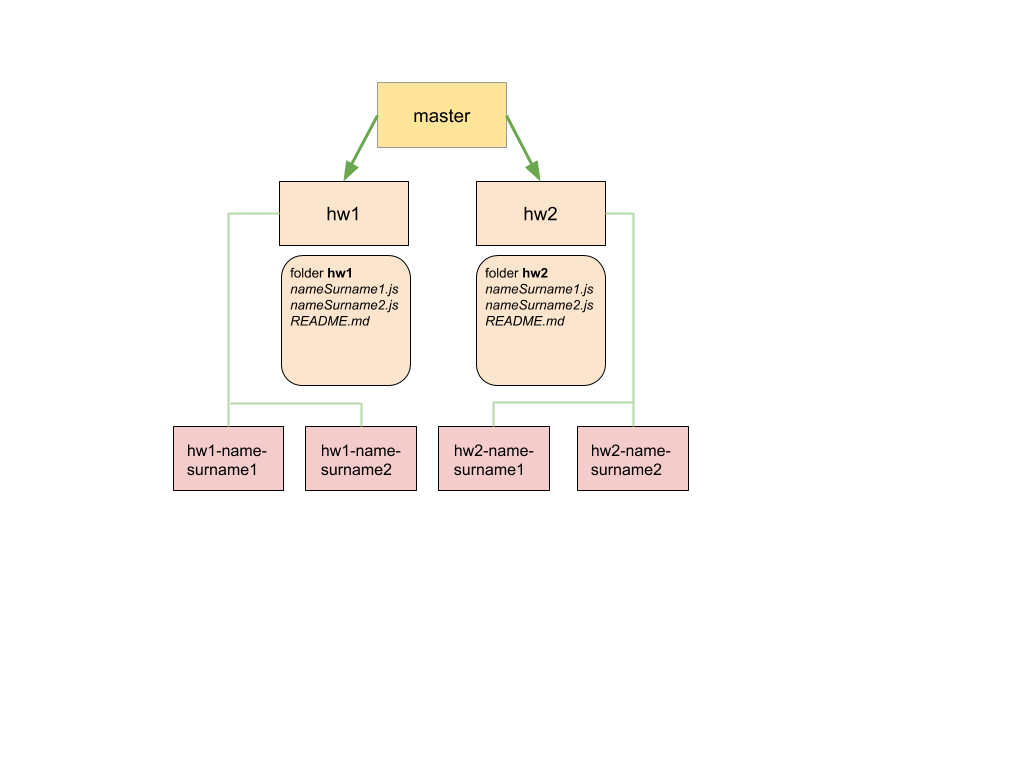 master
hw1
hw2
folder hw1
nameSurname1.js
nameSurname2.js
README.md
folder hw2
nameSurname1.js
nameSurname2.js
README.md
hw1-name-
surname1
hw1-name-
surname2
hw2-name-
surname1
hw2-name-
surname2